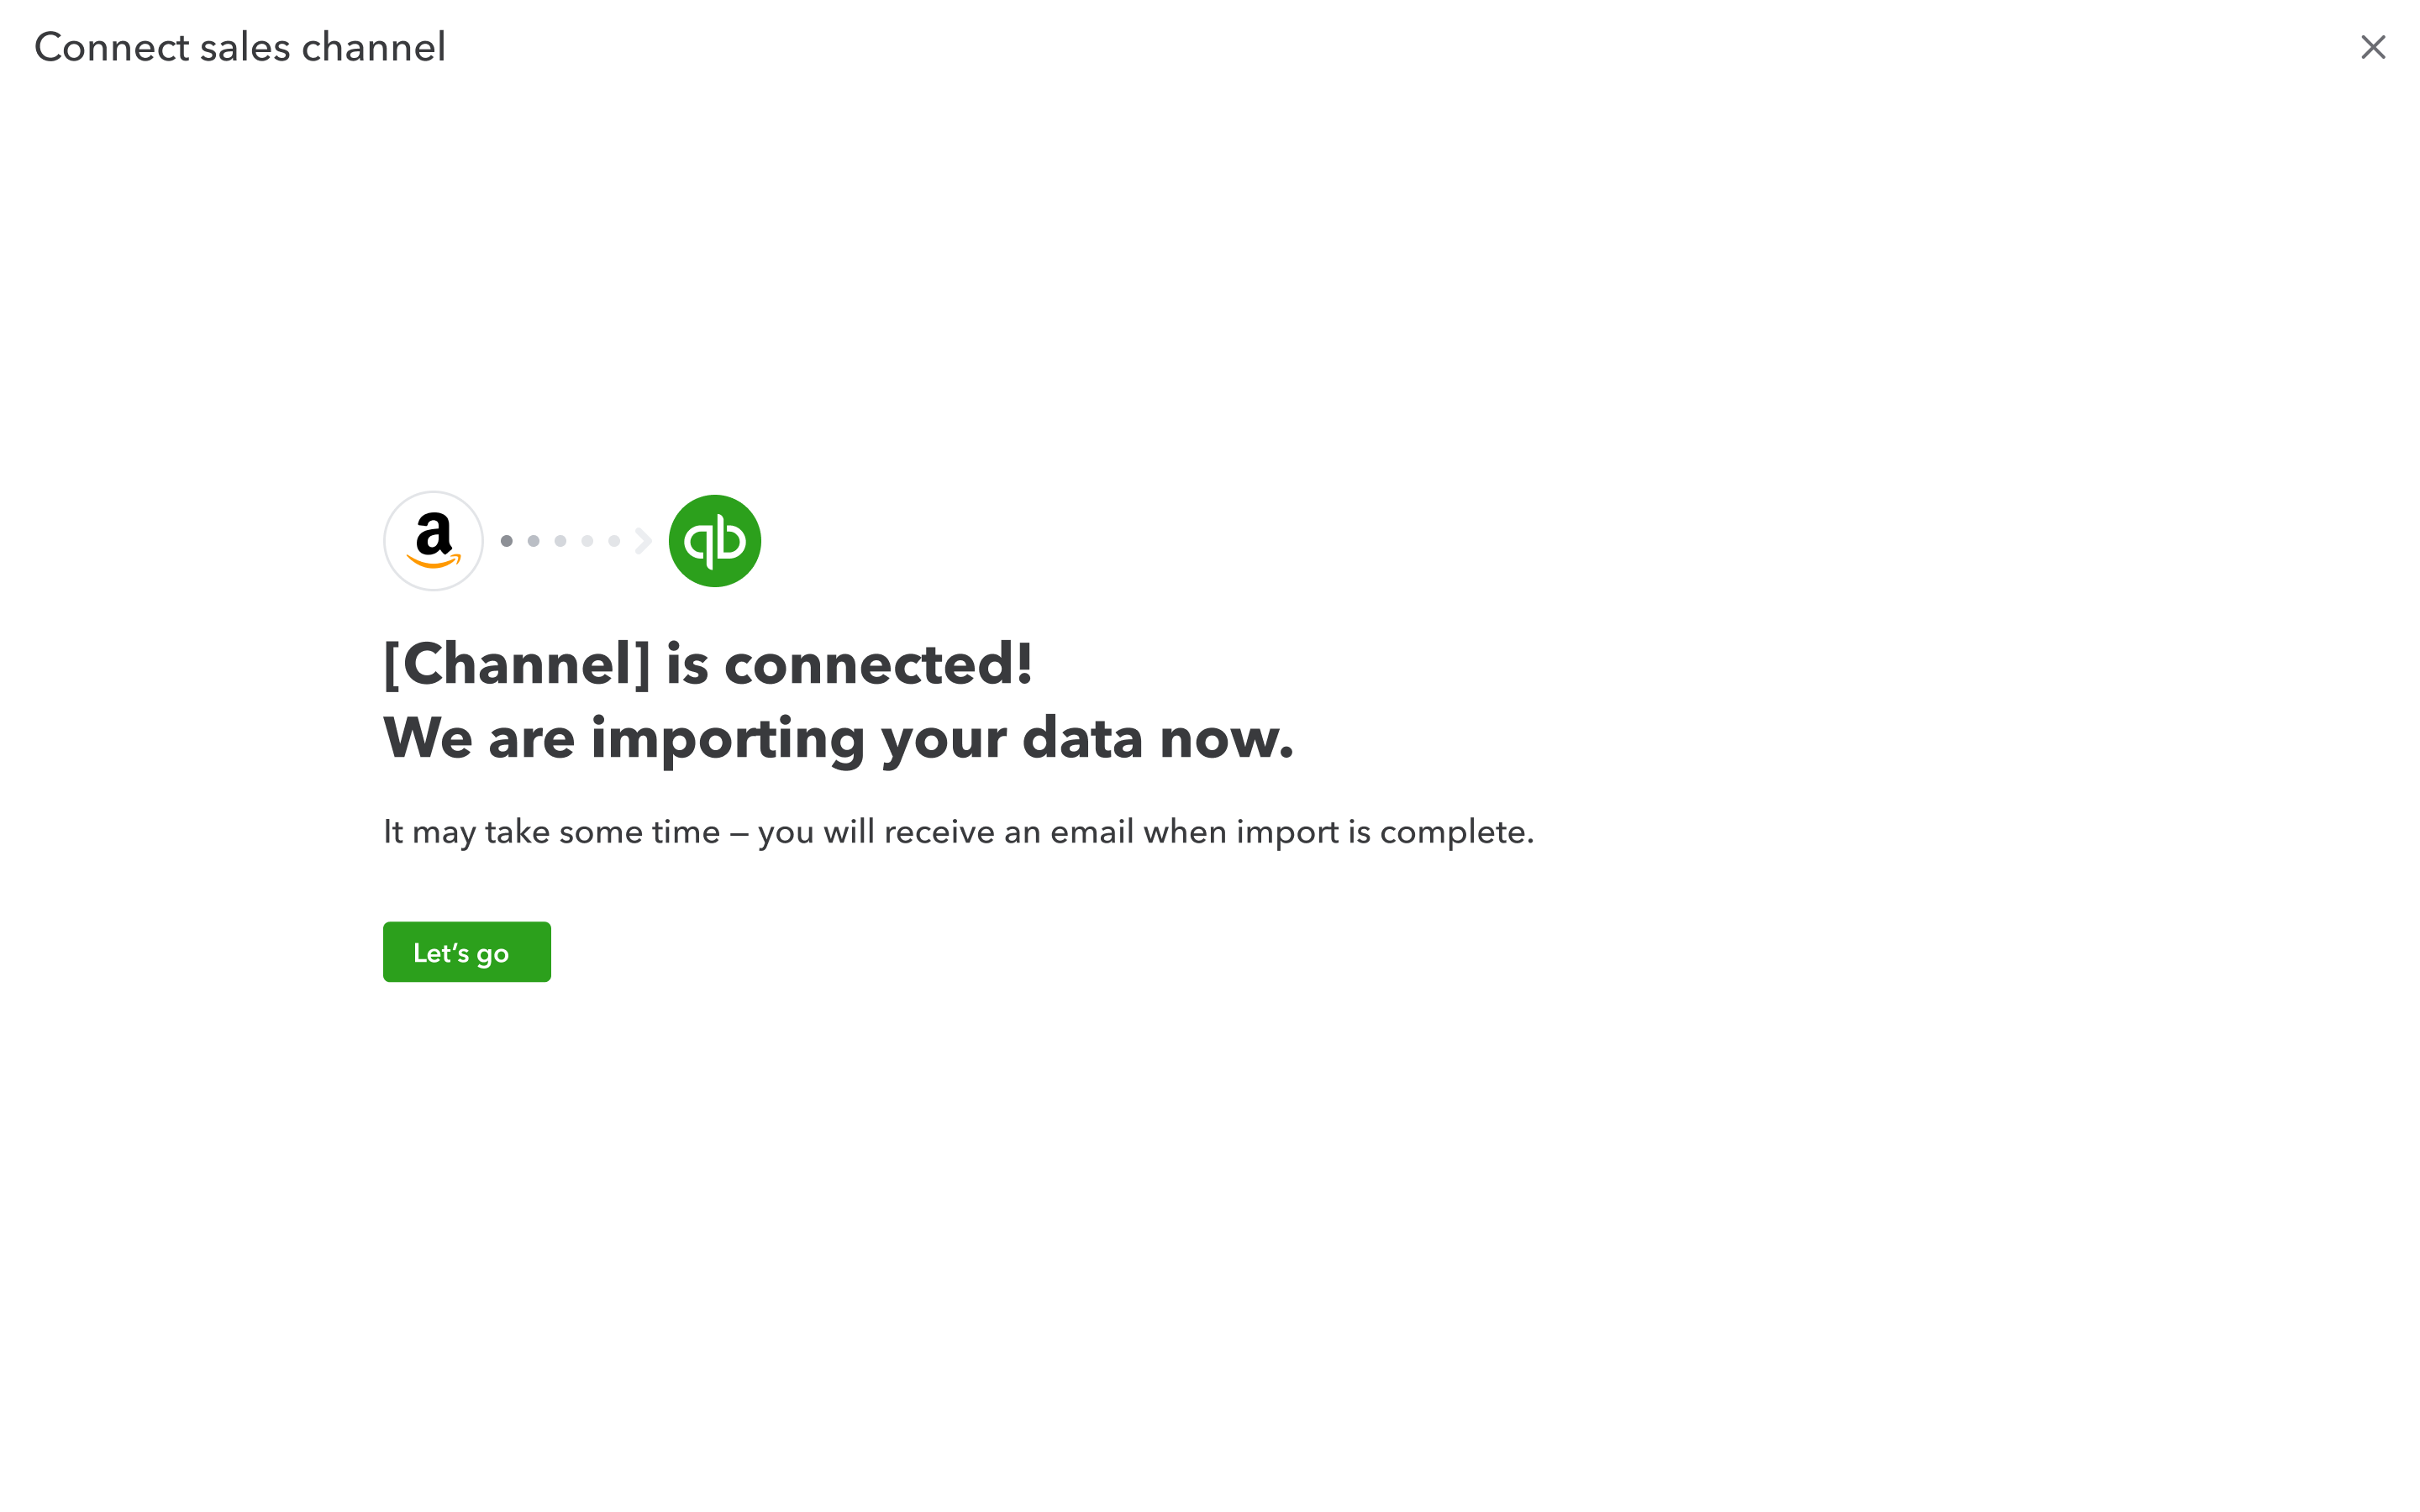 Connect sales channel
[Channel] is connected!
We are importing your data now.
It may take some time – you will receive an email when import is complete.
Let’s go